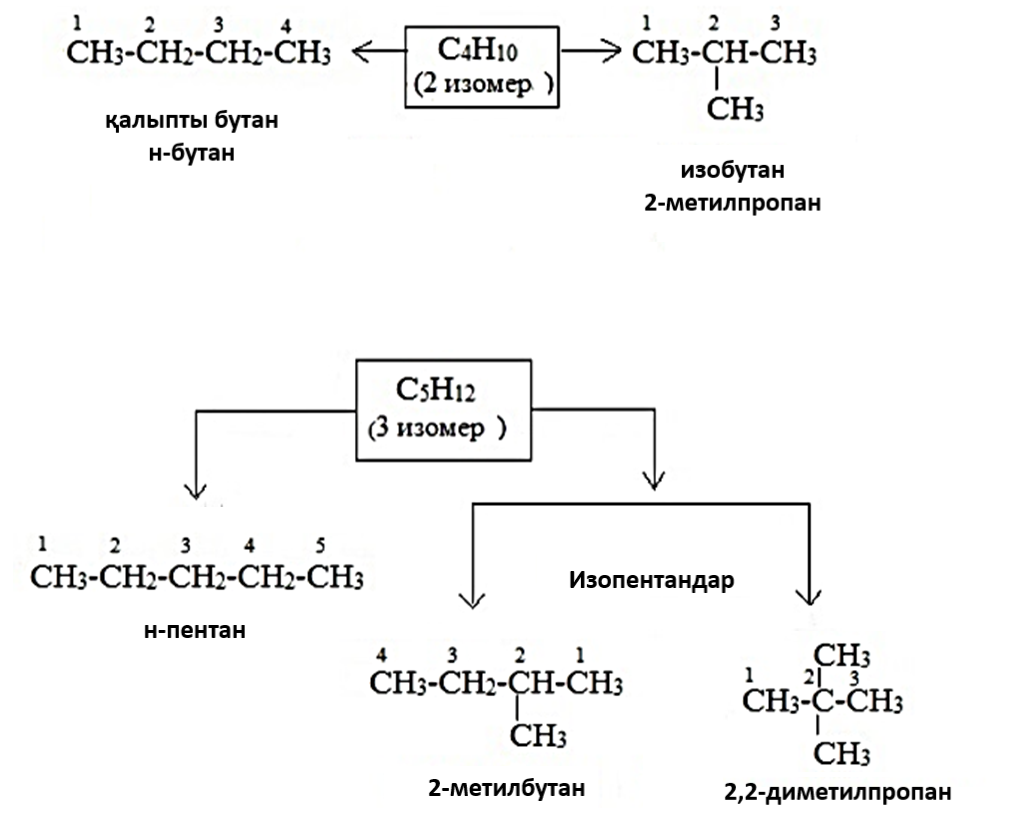 1 2 3 4
CH3-CH2-CH2-CH3
қалыпты бутан
н-бутан
C4H10
(2 изомер )
1 2 3
CH3-CH-CH3
CH3
изобутан
2-метилпропан
C5H12
(3 изомер )
1 2 3 4 5
CH3-CH2-CH2-CH2-CH3
н-пентан
Изопентандар
4 3 2 1
CH3-CH2-CH-CH3
CH3
2-метилбутан
CH3
1 2 3
CH3-C-CH3
CH3
2,2-диметилпропан